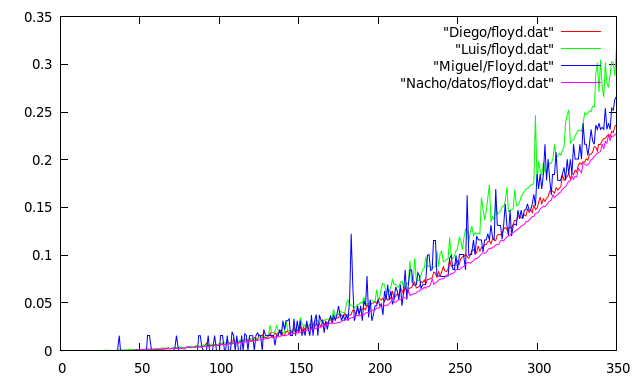 0.35
"Diego/floyd.dat"
"Luis/floyd.dat"
0.3
"Miguel/Floyd.dat"
"Nacho/datos/floyd.dat"
0.25
0.2
0.15
0.1
0.05
0
0 50 100 150 200 250 300 350